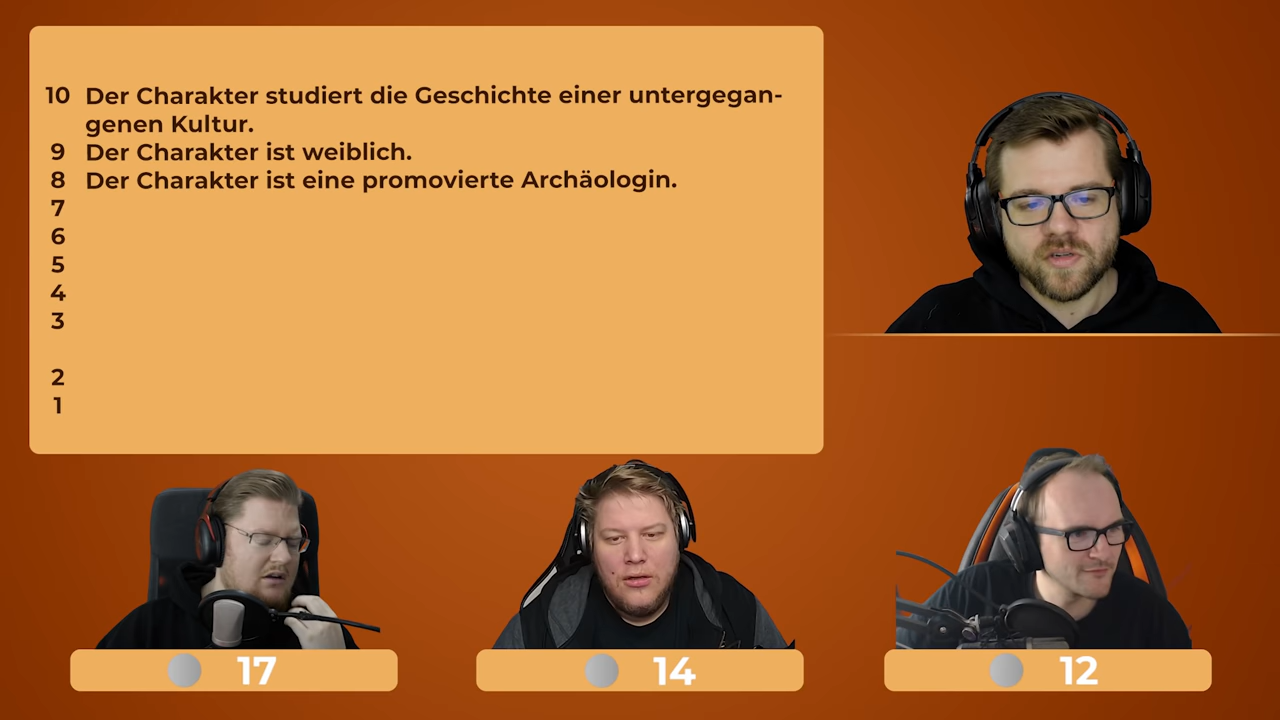 10 Der Charakter studiert die Geschichte einer untergegan-
genen Kultur.
9 Der Charakter ist weiblich.
8 Der Charakter ist eine promovierte Archäologin.
7
6
5
4
3
2
1
17
14
12